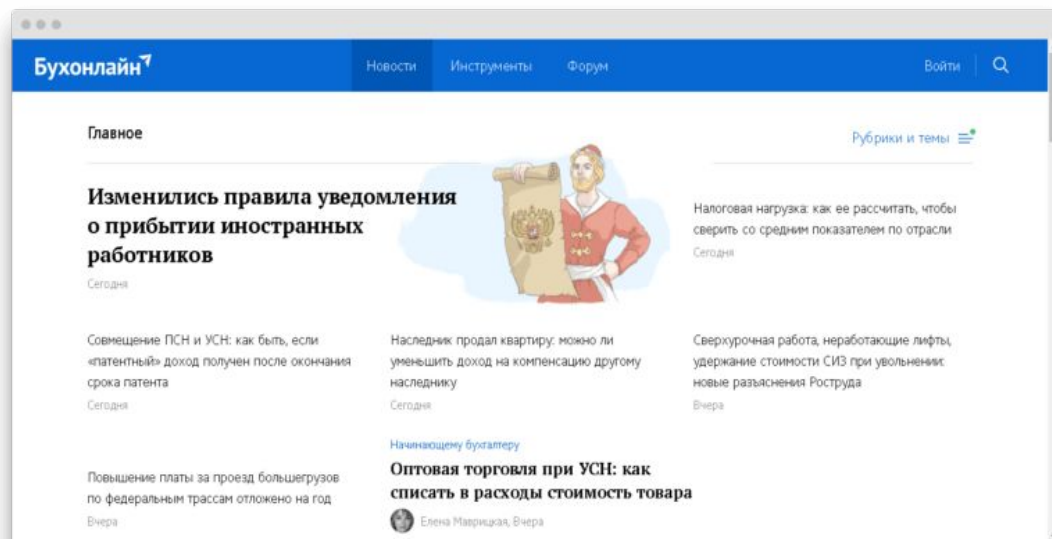 Бухонлайн
Новости
Инструменты
Форум
Войти
Главное
Рубрики и темы
Изменились правила уведомления
о прибытии иностранных
работников
Сегодня
Налоговая нагрузка: как ее рассчитать, чтобы
сверить со средним показателем по отрасли
Сегодня
Совмещение ПСН и УСН: как быть, если
«патентный» доход получен после окончания
срока патента
Сегодня
Наследник продал квартиру: можно ли
уменьшить доход на компенсацию другому
наследнику
Сегодня
Сверхурочная работа, неработающие лифты,
удержание стоимости СИЗ при увольнении:
новые разъяснения Роструда
Вчера
Повышение платы за проезд большегрузов
по федеральным трассам отложено на год
Вчера
Начинающему бухгалтеру
Оптовая торговля при УСН: как
списать в расходы стоимость товара
Елена Маврицкая, Вчера